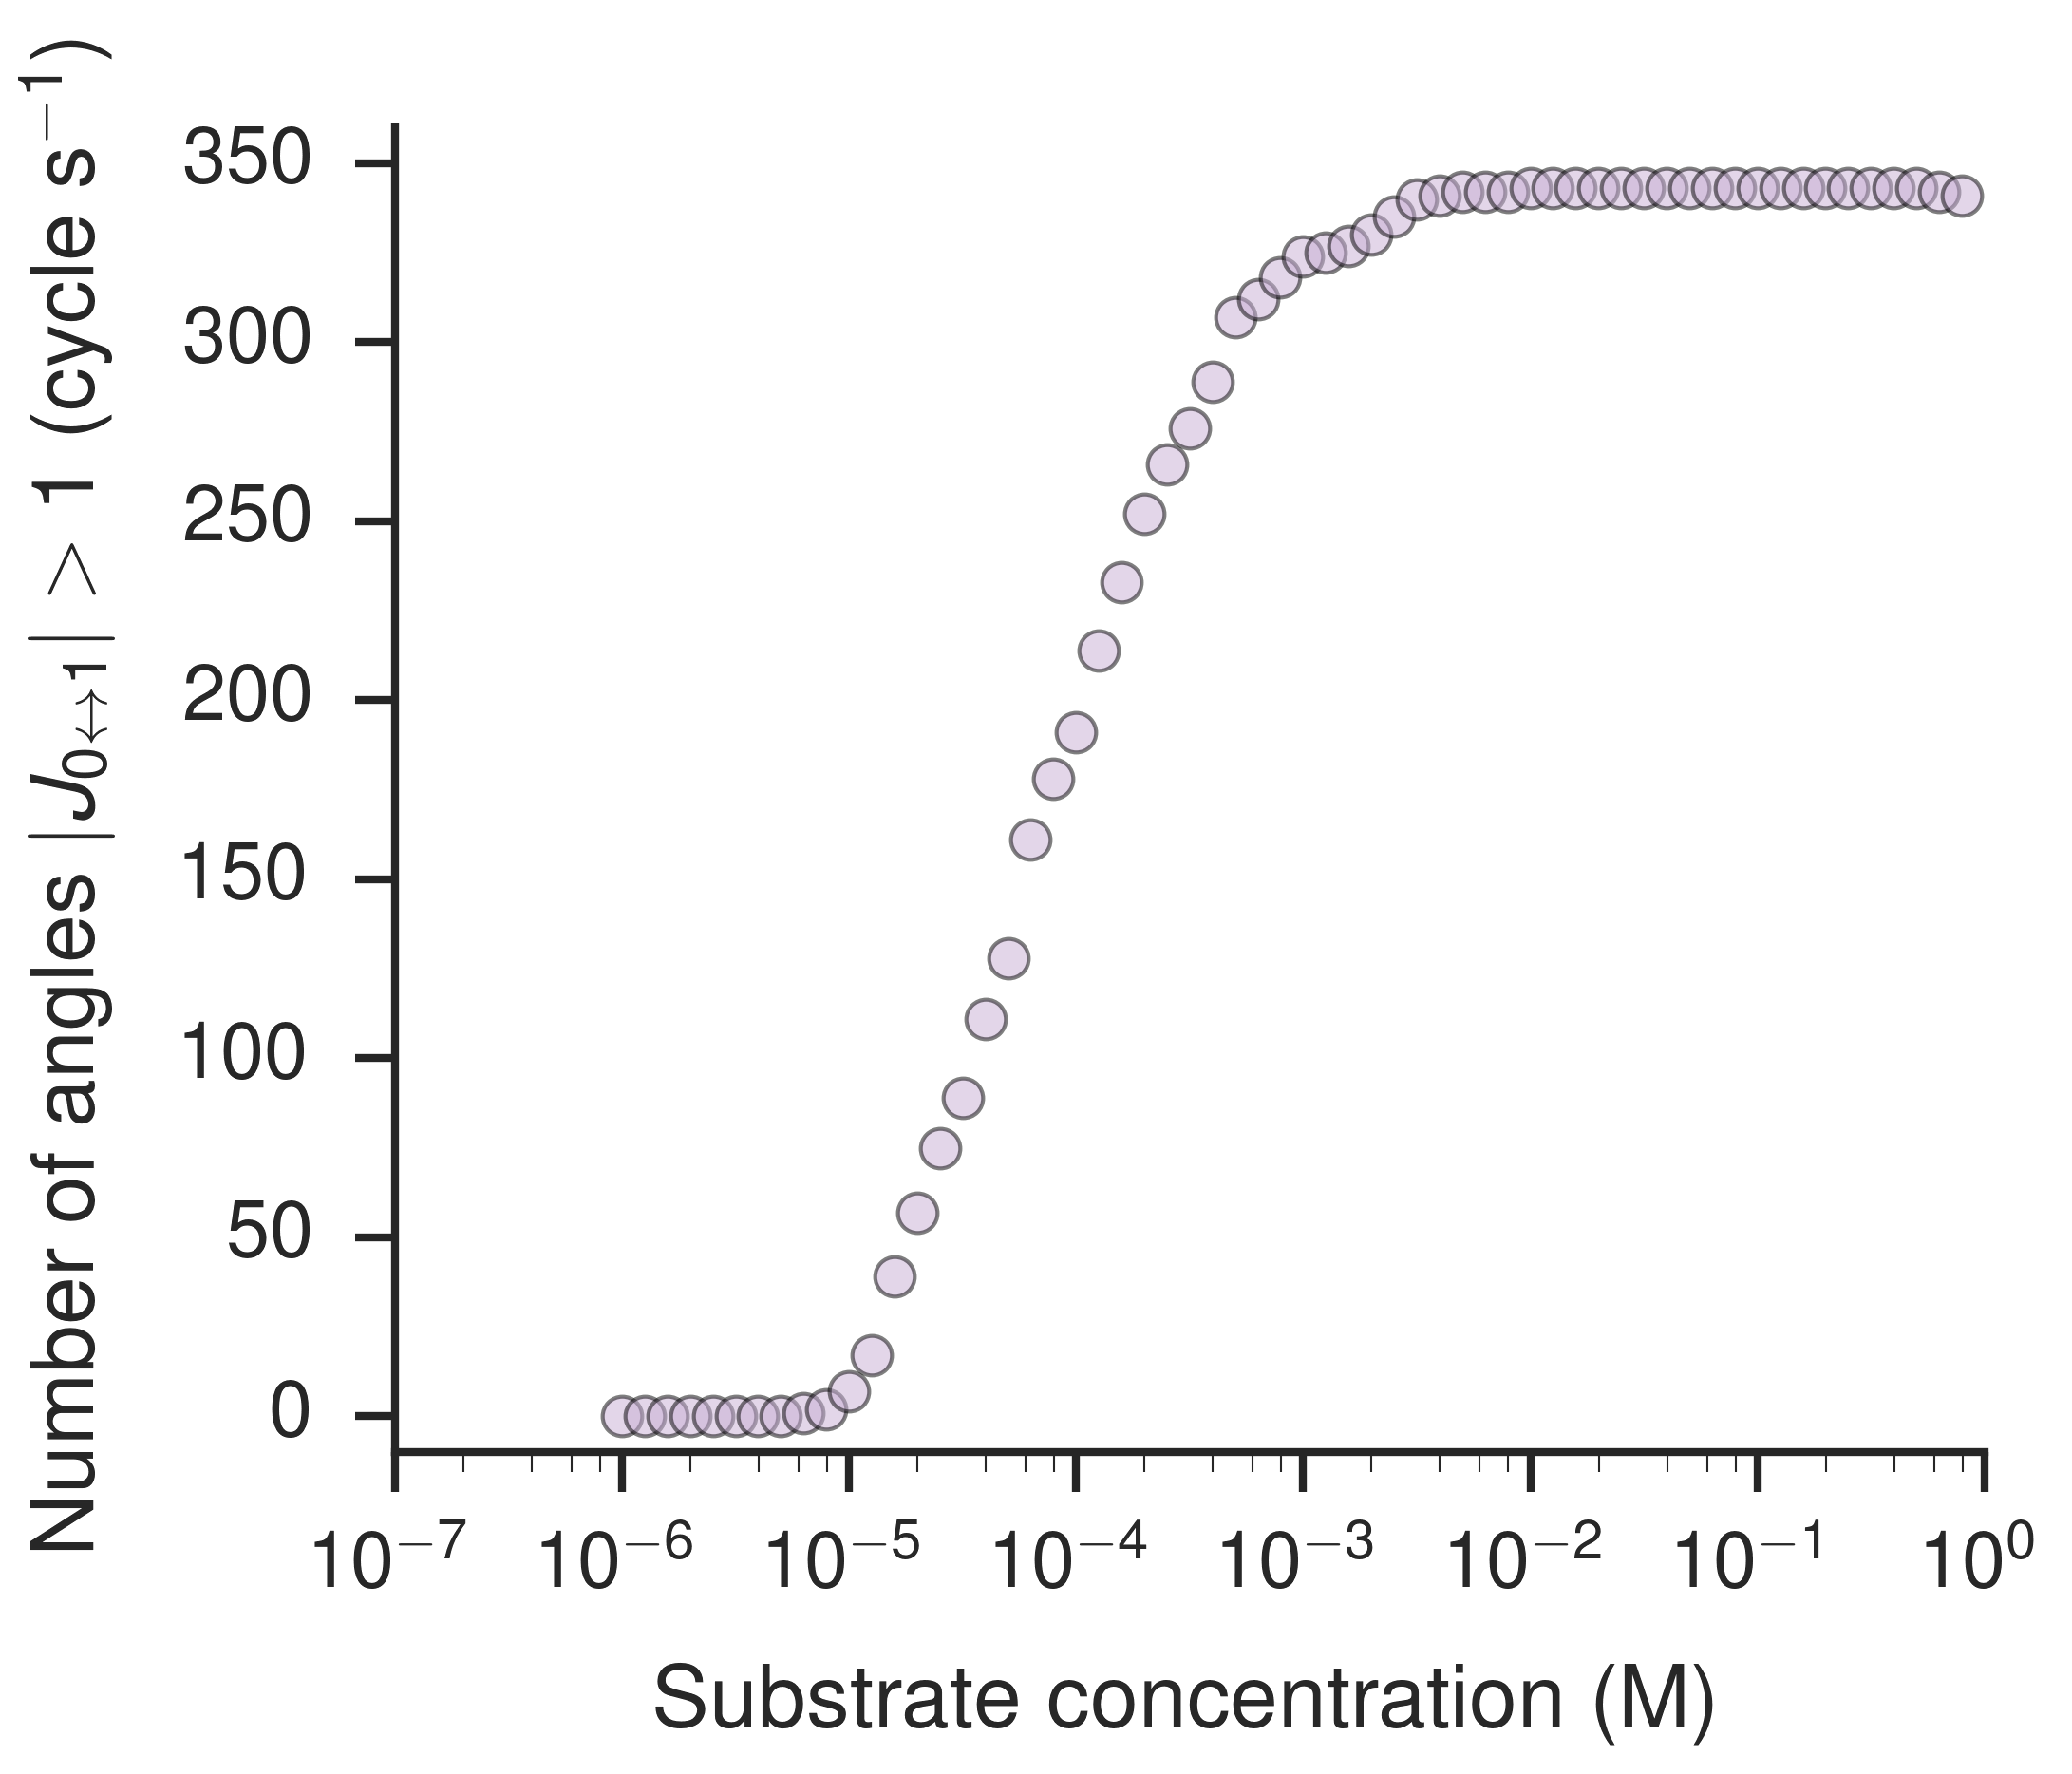 Number of angles |J₀↔₁| > 1 (cycle s⁻¹)
350
300
250
200
150
100
50
0
10⁻⁷ 10⁻⁶ 10⁻⁵ 10⁻⁴ 10⁻³ 10⁻² 10⁻¹ 10⁰
Substrate concentration (M)